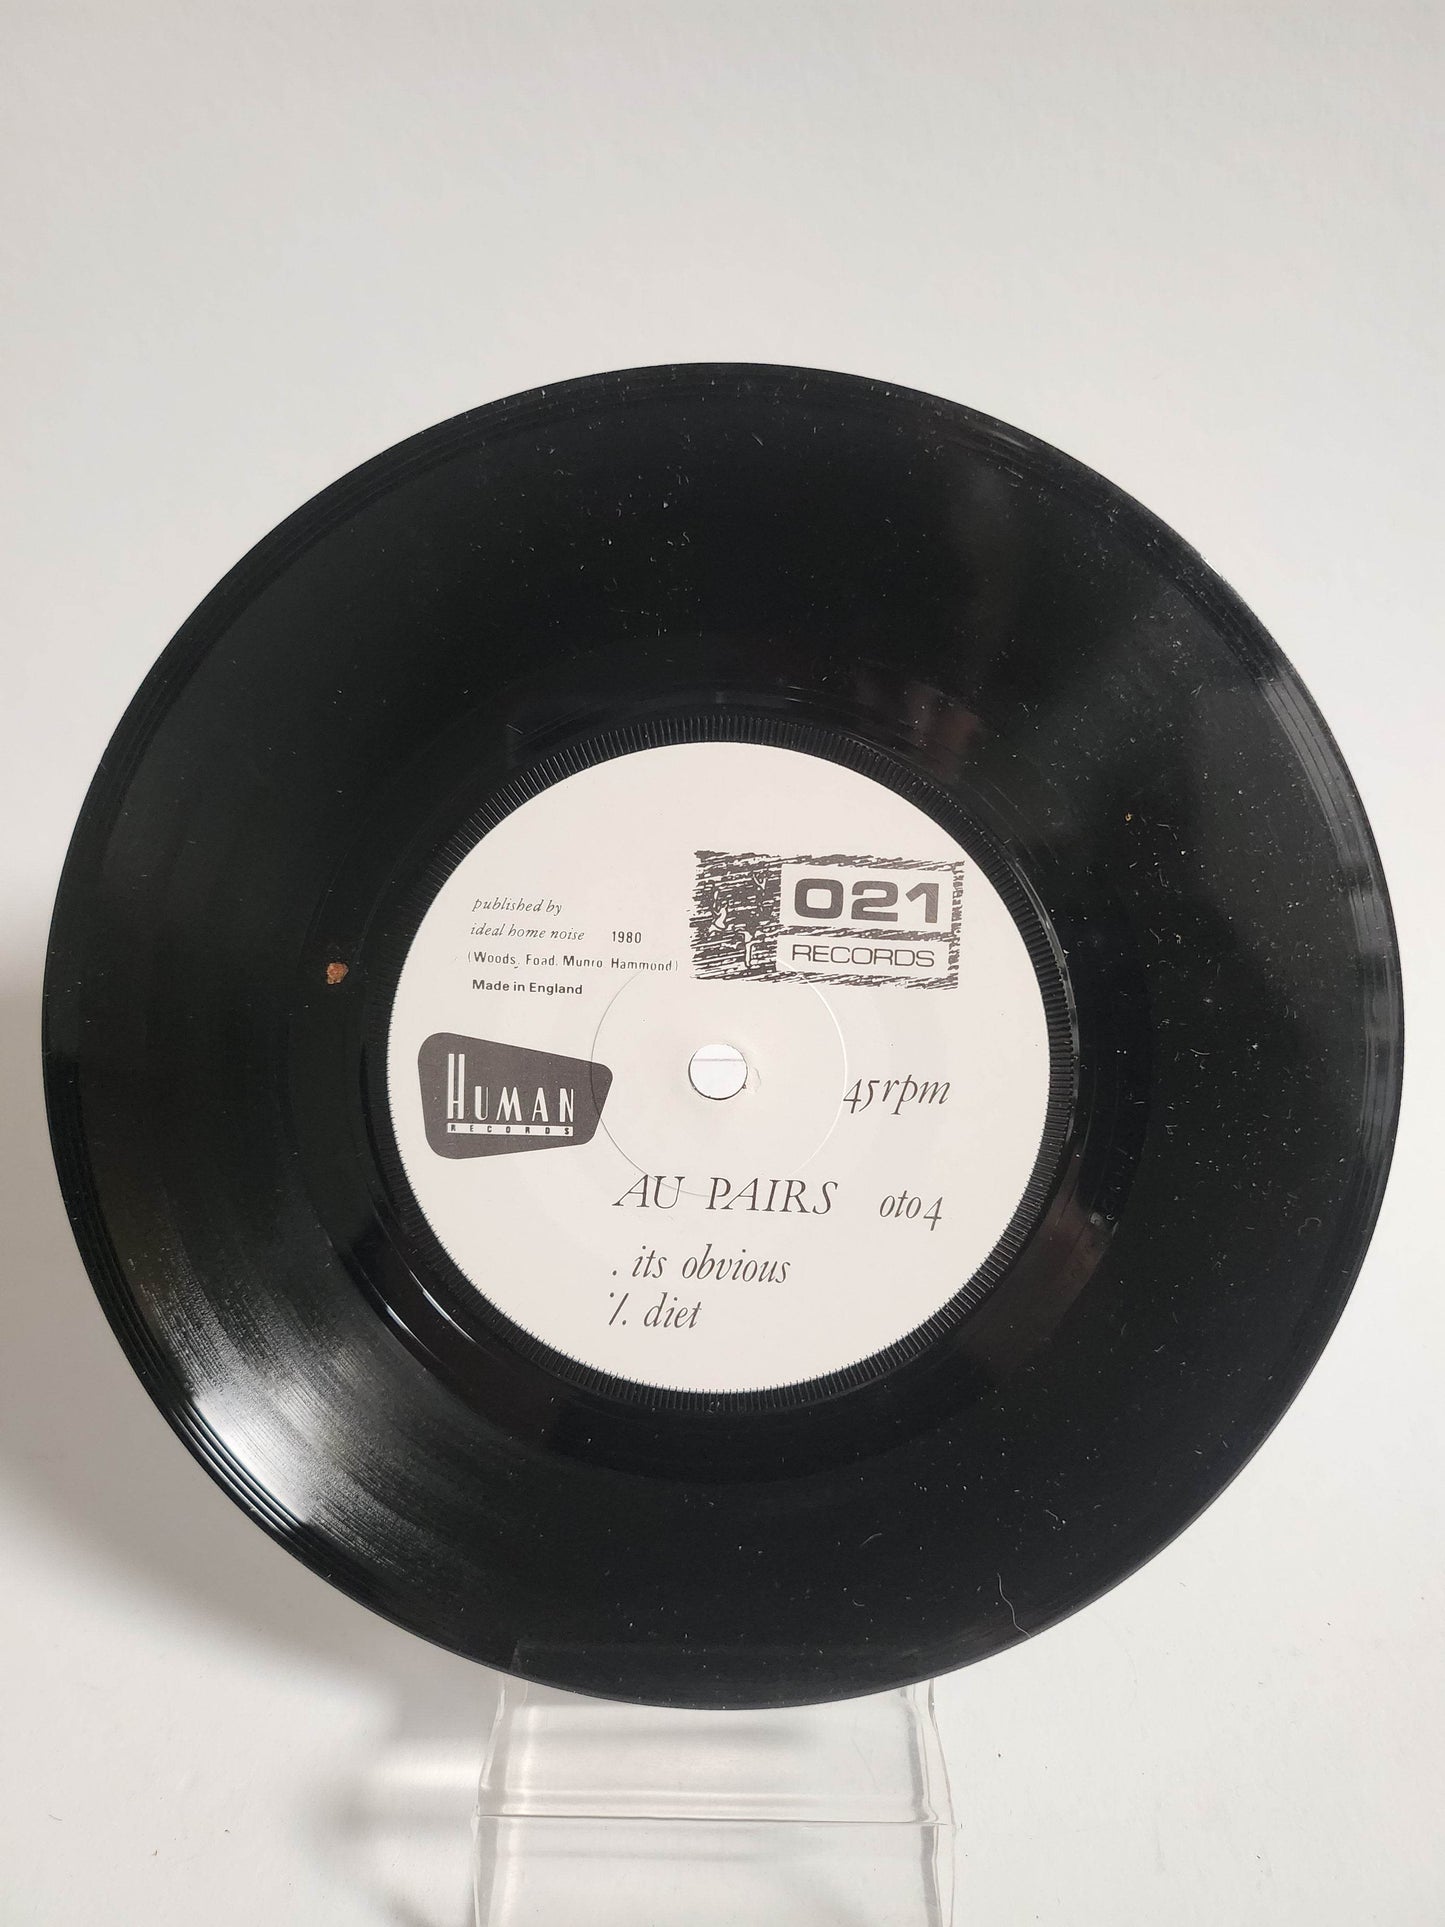 021
RECORDS
published by
ideal home noise 1980
(Woods, Foad. Munro Hammond)
Made in England
HUMAN
RECORDS
45rpm
AU PAIRS oto4
. its obvious
·/. diet